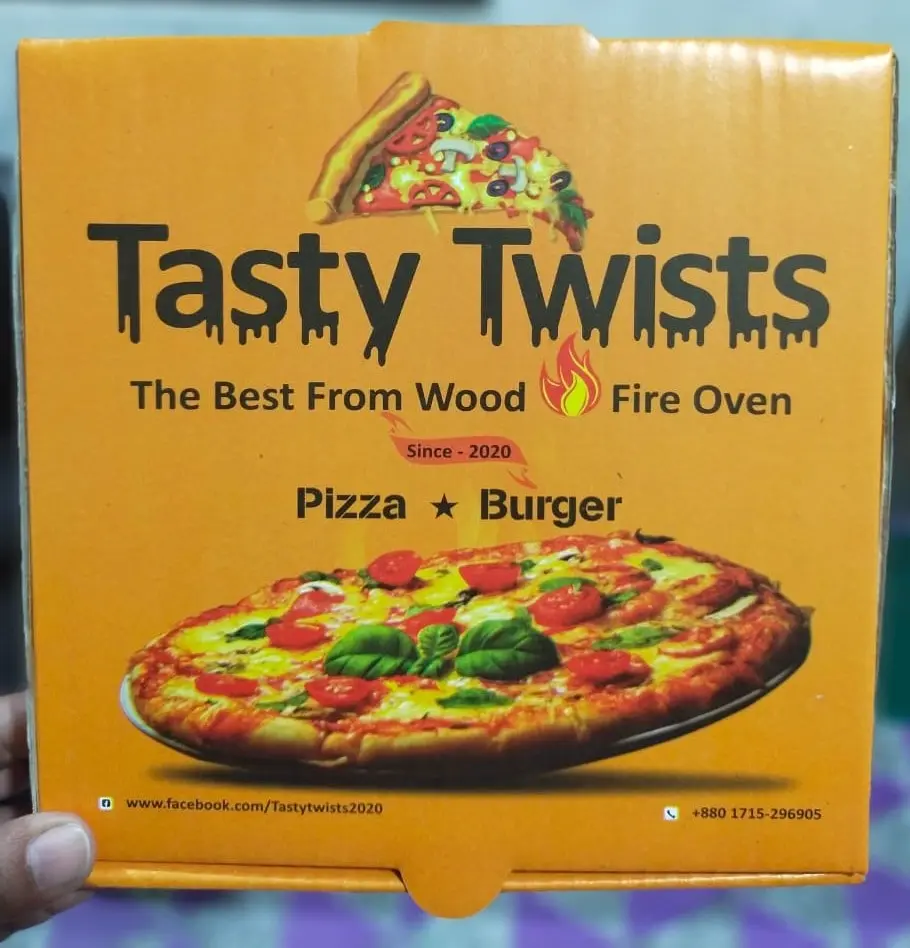 Tasty Twists
The Best From Wood Fire Oven
Since - 2020
Pizza ★ Burger
www.facebook.com/Tastytwists2020
+880 1715-296905